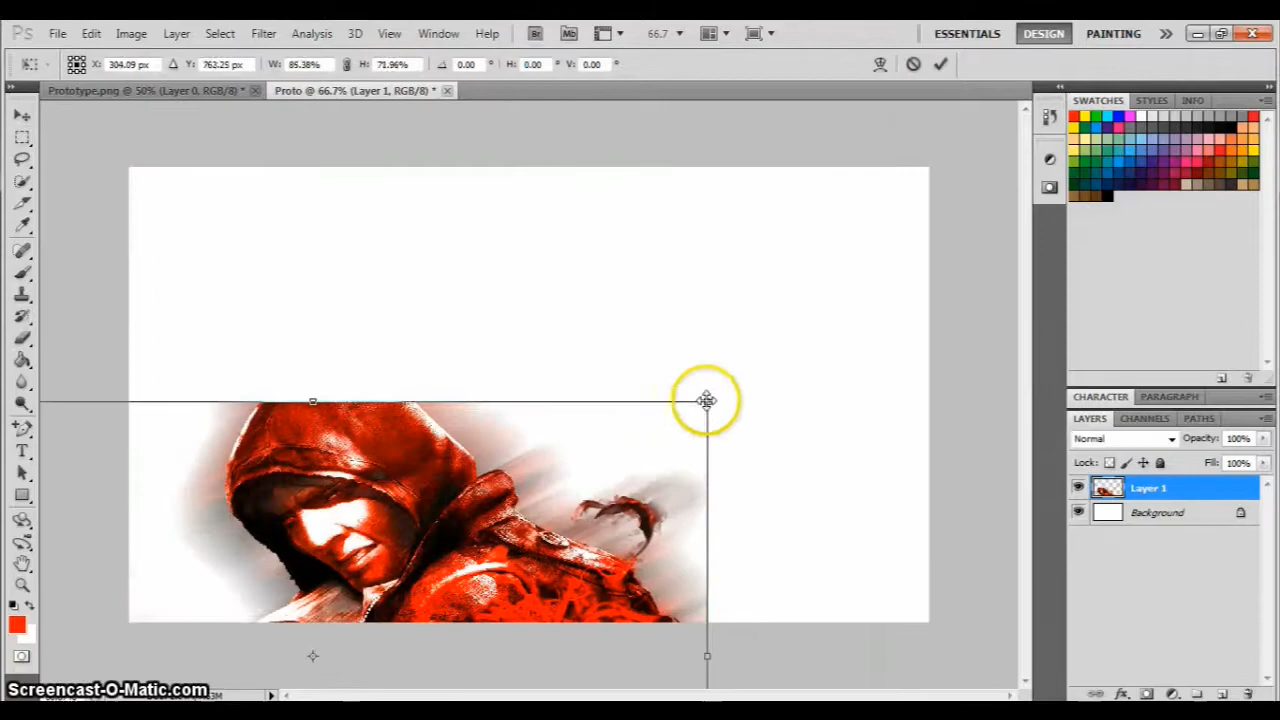 Ps File Edit Image Layer Select Filter Analysis 3D View Window Help Br Mb 66.7 ESSENTIALS DESIGN PAINTING
X: 304.09 px Y: 763.25 px W: 85.38% H: 71.96% 0.00 ° H: 0.00 ° V: 0.00 °
Prototype.png @ 50% (Layer 0, RGB/8) * Proto @ 66.7% (Layer 1, RGB/8) *
SWATCHES STYLES INFO
CHARACTER PARAGRAPH
LAYERS CHANNELS PATHS
Normal Opacity: 100%
Lock: Fill: 100%
Layer 1
Background
Screencast-O-Matic.com